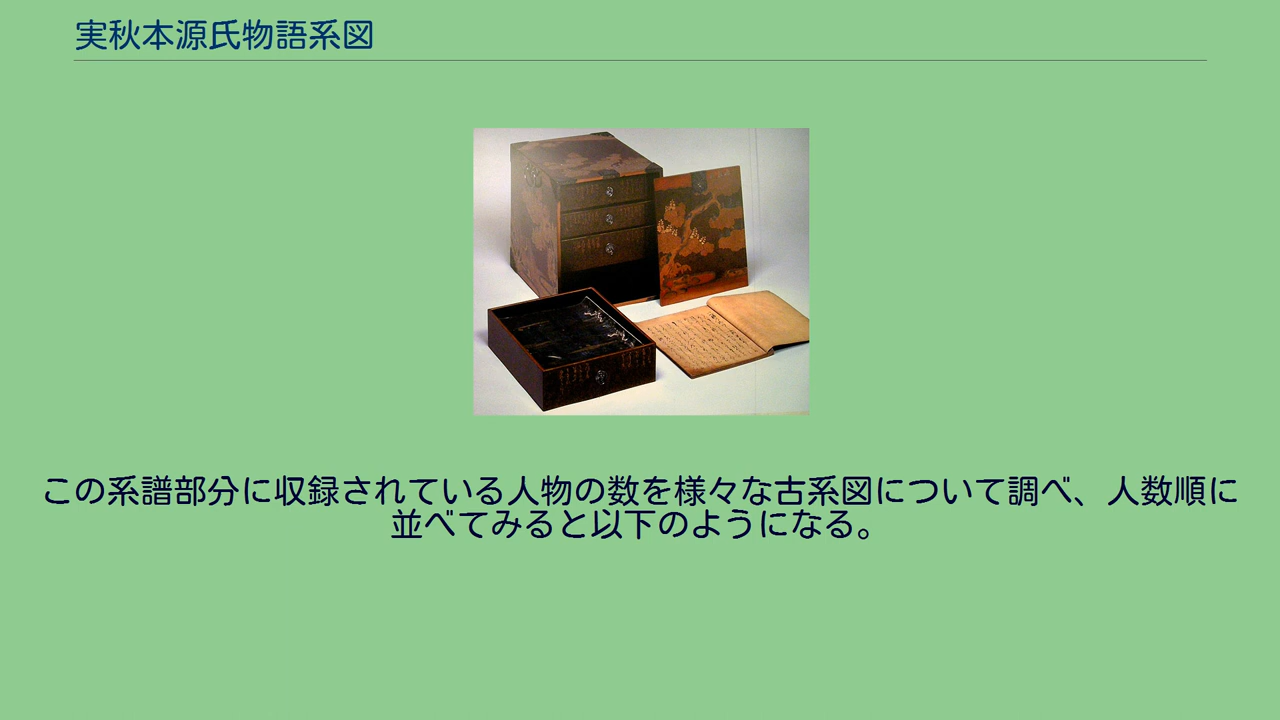 実秋本源氏物語系図
この系譜部分に収録されている人物の数を様々な古系図について調べ、人数順に
並べてみると以下のようになる。